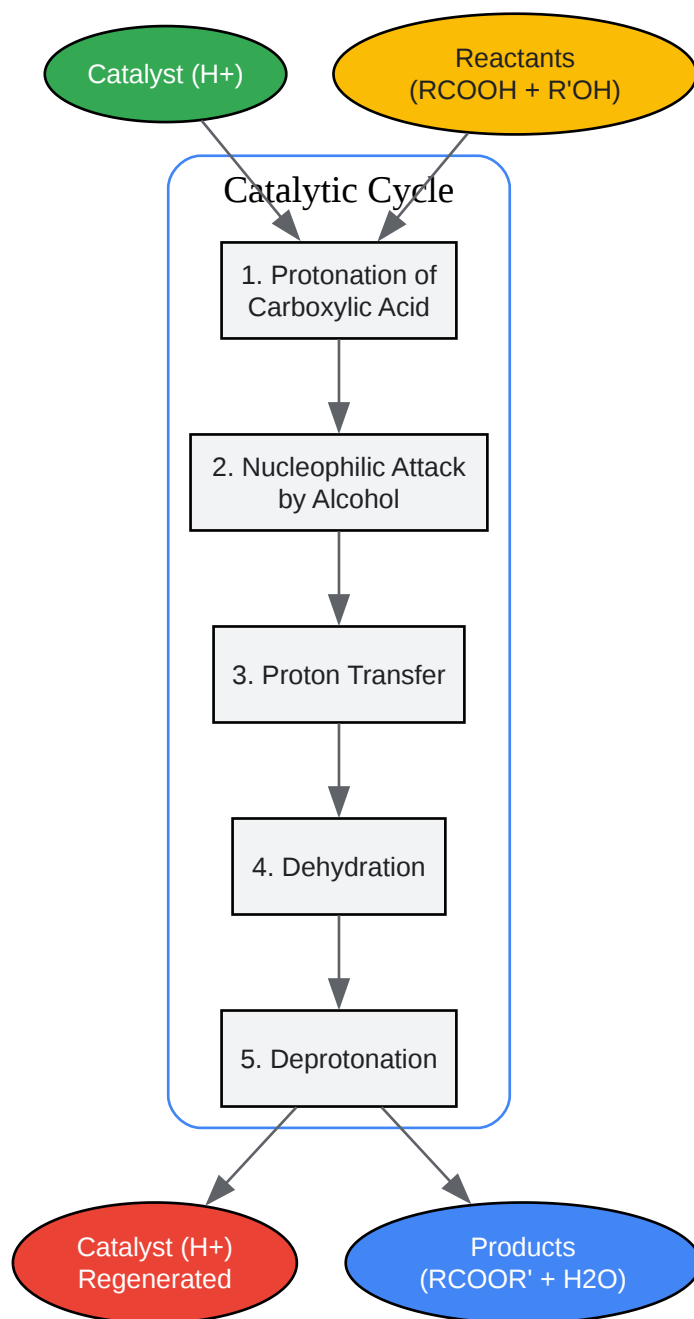 Catalyst (H+)
Reactants
(RCOOH + R'OH)
Catalytic Cycle
1. Protonation of
Carboxylic Acid
2. Nucleophilic Attack
by Alcohol
3. Proton Transfer
4. Dehydration
5. Deprotonation
Catalyst (H+)
Regenerated
Products
(RCOOR' + H2O)